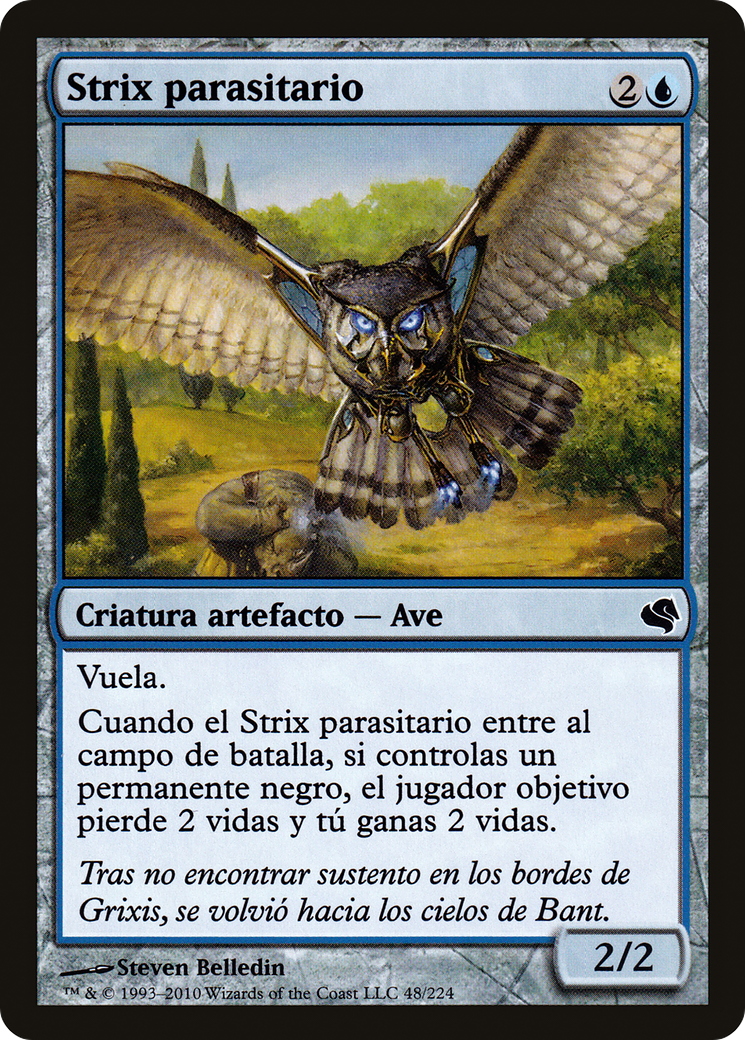 Strix parasitario
2
Criatura artefacto — Ave
Vuela.
Cuando el Strix parasitario entre al
campo de batalla, si controlas un
permanente negro, el jugador objetivo
pierde 2 vidas y tú ganas 2 vidas.
Tras no encontrar sustento en los bordes de
Grixis, se volvió hacia los cielos de Bant.
2/2
Steven Belledin
™ & © 1993–2010 Wizards of the Coast LLC 48/224